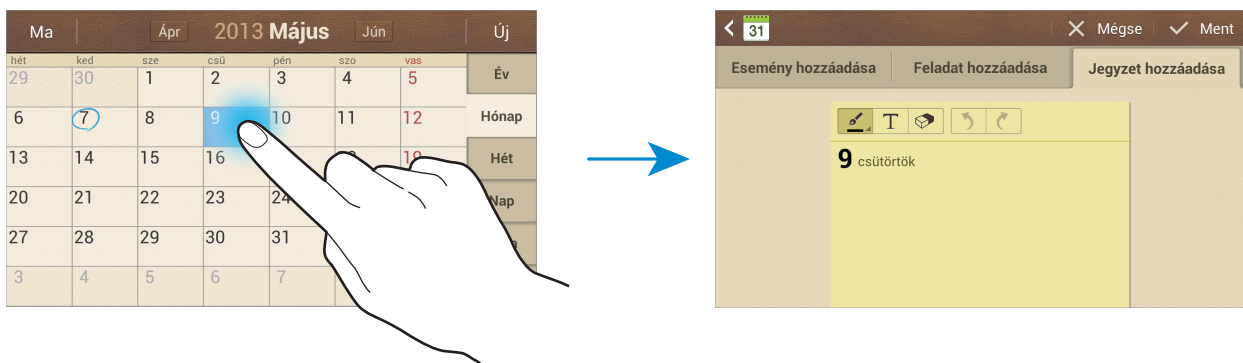 Ma Ápr 2013 Május Jún Új
hét ked sze csü pén szo vas
29 30 1 2 3 4 5
Év
6 7 8 9 10 11 12
Hónap
13 14 15 16 19
Hét
20 21 22 23 24
Nap
27 28 29 30 31
3 4 5 6 7
31 Mégse Ment
Esemény hozzáadása Feladat hozzáadása Jegyzet hozzáadása
T
9 csütörtök